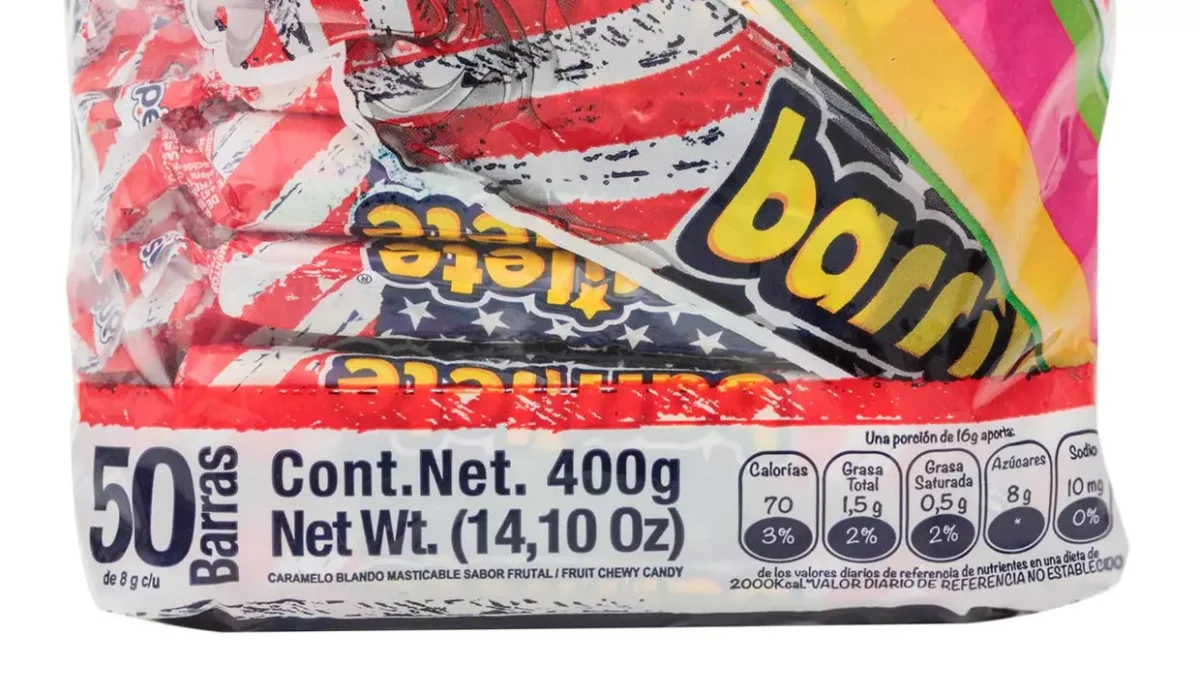 barril
50
Barras
de 8 g c/u
Cont.Net. 400g
Net Wt. (14,10 Oz)
CARAMELO BLANDO MASTICABLE SABOR FRUTAL / FRUIT CHEWY CANDY
Una porción de 16g aporta:
Calorías
70
3%
Grasa Total
1,5 g
2%
Grasa Saturada
0,5 g
2%
Azúcares
8 g
*
Sodio
10 mg
0%
de los valores diarios de referencia de nutrientes en una dieta de
2000Kcal.*VALOR DIARIO DE REFERENCIA NO ESTABLECIDO